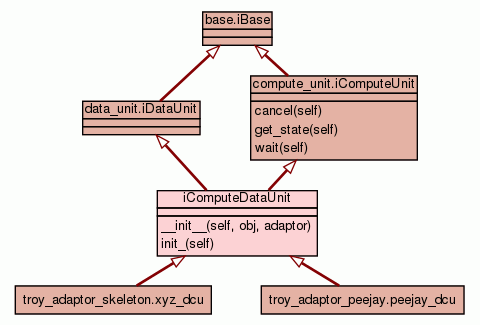 base.iBase
data_unit.iDataUnit
compute_unit.iComputeUnit
cancel(self)
get_state(self)
wait(self)
iComputeDataUnit
__init__(self, obj, adaptor)
init_(self)
troy_adaptor_skeleton.xyz_dcu
troy_adaptor_peejay.peejay_dcu